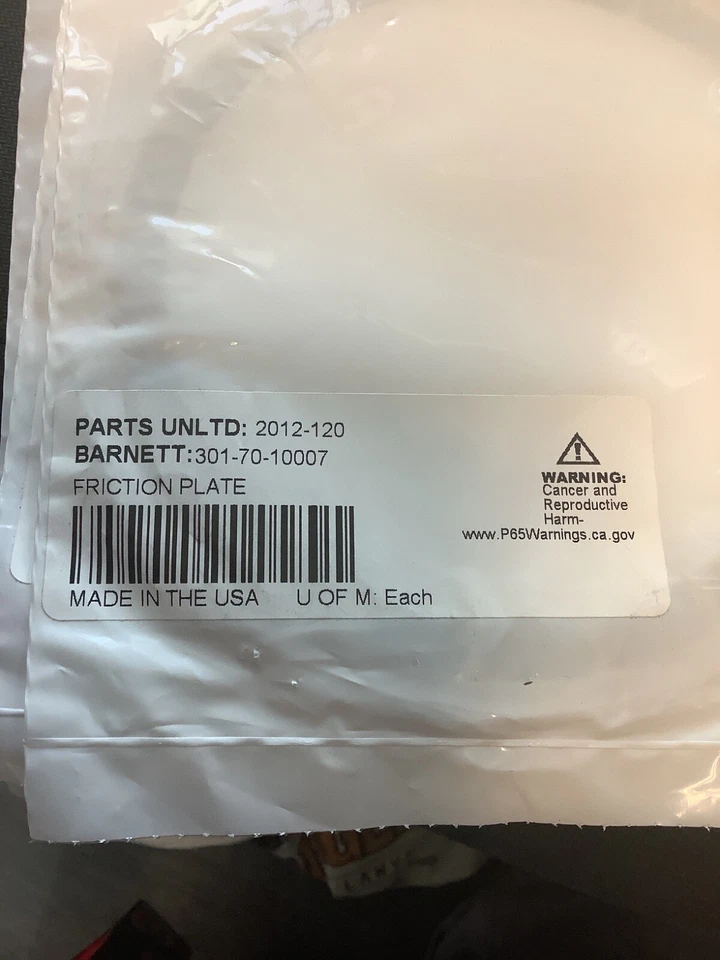 PARTS UNLTD: 2012-120
BARNETT:301-70-10007
FRICTION PLATE
MADE IN THE USA U OF M: Each
WARNING:
Cancer and
Reproductive
Harm-
www.P65Warnings.ca.gov